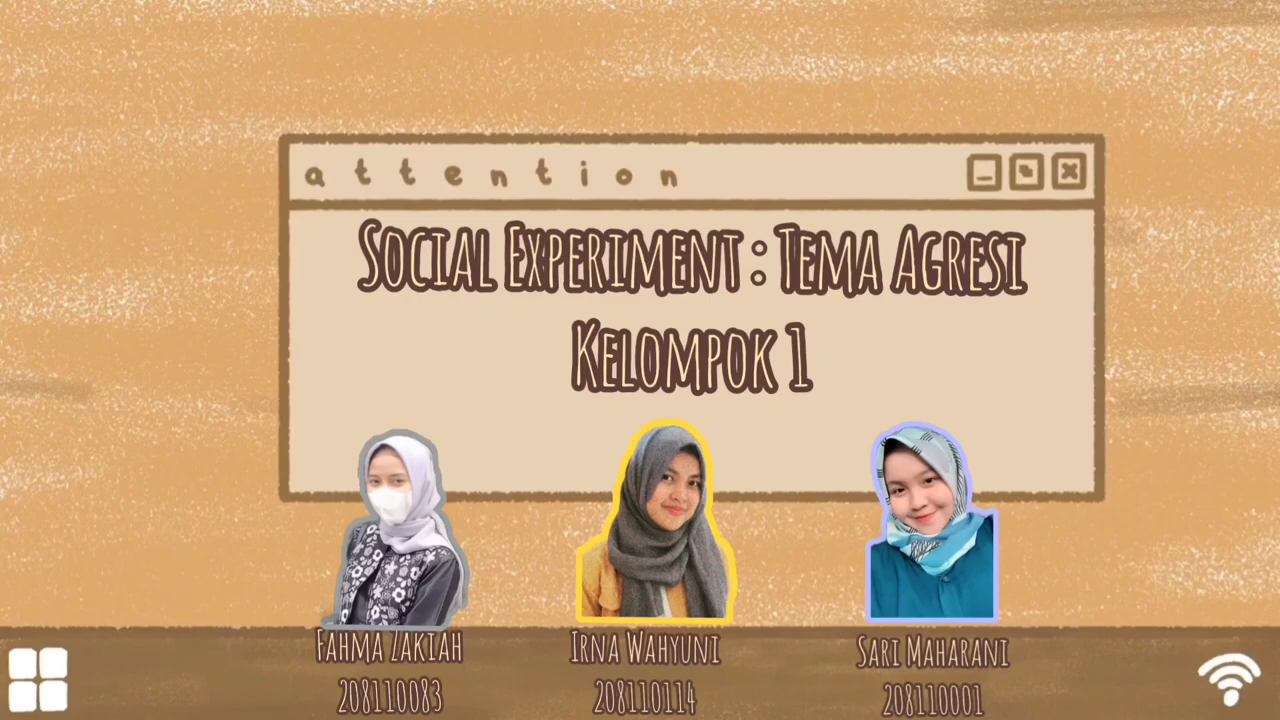 attention
Social Experiment : Tema Agresi
Kelompok 1
Fahma Zakiah
208110083
Irna Wahyuni
208110114
Sari Maharani
208110001